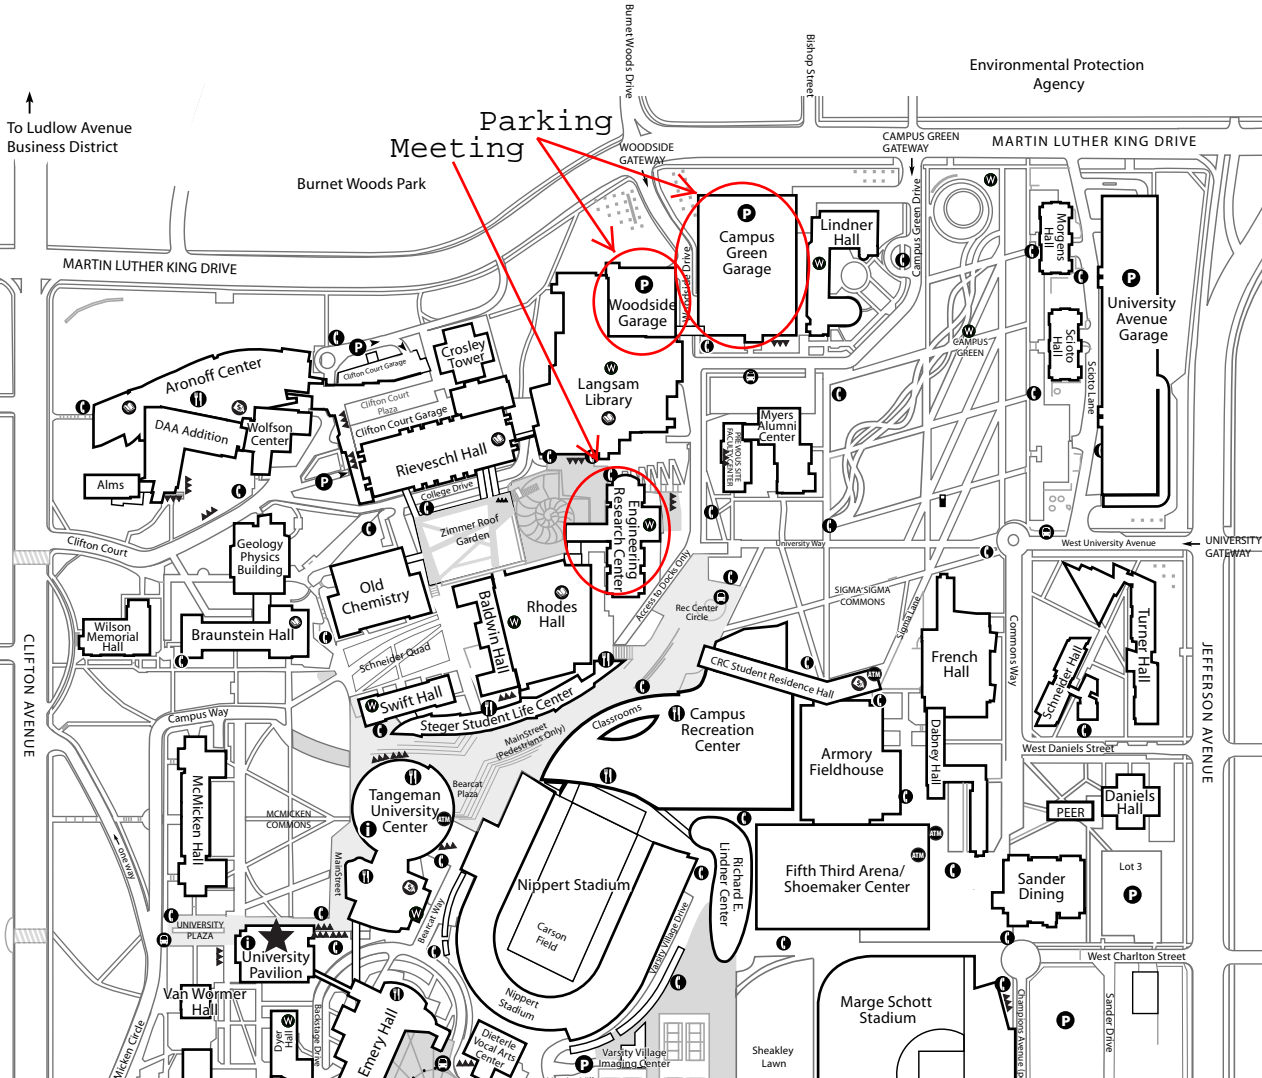 Burnet Woods Drive
Bishop Street
Environmental Protection
Agency
To Ludlow Avenue
Business District
Parking
Meeting
WOODSIDE
GATEWAY
CAMPUS GREEN
GATEWAY
MARTIN LUTHER KING DRIVE
Burnet Woods Park
MARTIN LUTHER KING DRIVE
P
Campus
Green
Garage
Lindner
Hall
W
Campus Green Drive
Morgens
Hall
P
University
Avenue
Garage
P
Woodside
Garage
Woodside Drive
W
CAMPUS
GREEN
Scioto
Hall
Scioto Lane
Aronoff Center
DAA Addition
Wolfson
Center
Alms
P
Clifton Court Garage
Crosley
Tower
Clifton Court
Plaza
Clifton Court Garage
Rieveschl Hall
W
Langsam
Library
Myers
Alumni
Center
PREVIOUS SITE
FACULTY CENTER
P
College Drive
Zimmer Roof
Garden
Engineering
Research Center
W
Clifton Court
Geology
Physics
Building
Old
Chemistry
University Way
West University Avenue
UNIVERSITY
GATEWAY
Access to Docks Only
Rec Center
Circle
SIGMA SIGMA
COMMONS
Sigma Lane
Commons Way
Wilson
Memorial
Hall
Braunstein Hall
Baldwin Hall
W
Rhodes
Hall
Schneider Quad
CLIFTON AVENUE
W
Swift Hall
Steger Student Life Center
CRC Student Residence Hall
ATM
French
Hall
Turner Hall
Schneider Hall
JEFFERSON AVENUE
Campus Way
MainStreet
(Pedestrians Only)
Classrooms
Campus
Recreation
Center
Armory
Fieldhouse
Dabney Hall
West Daniels Street
McMicken Hall
MCMICKEN
COMMONS
Tangeman
University
Center
Bearcat
Plaza
ATM
Daniels
Hall
PEER
one way
MainStreet
Nippert Stadium
Carson
Field
Nippert
Stadium
Richard E.
Lindner Center
Fifth Third Arena/
Shoemaker Center
ATM
ATM
Sander
Dining
Lot 3
P
UNIVERSITY
PLAZA
W
Bearcat Way
Varsity Village Drive
University
Pavilion
West Charlton Street
Van Wormer
Hall
Backstage Drive
W
Dyer
Hall
Emery Hall
Dieterle
Vocal Arts
Center
P
Varsity Village
Imaging Center
Sheakley
Lawn
Marge Schott
Stadium
Champions Avenue
P
Sander Drive
McMicken Circle